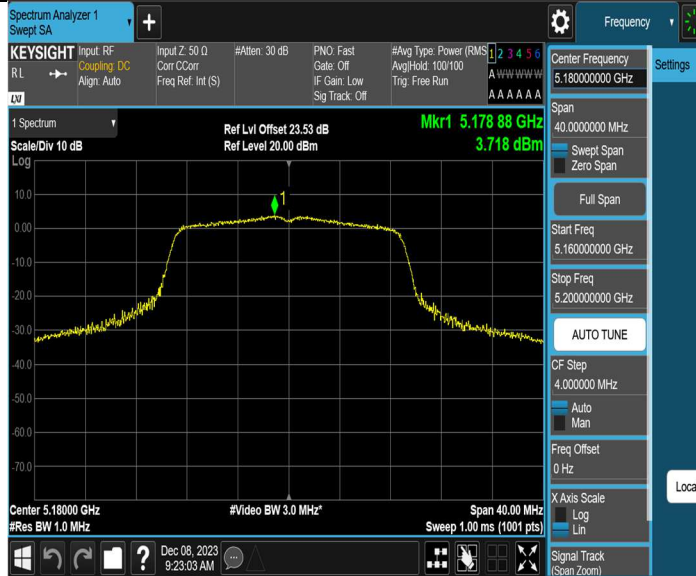 Spectrum Analyzer 1
Swept SA
+
Frequency
KEYSIGHT
RL
LXI
Input: RF
Coupling: DC
Align: Auto
Input Z: 50 Ω
Corr CCorr
Freq Ref: Int (S)
#Atten: 30 dB
PNO: Fast
Gate: Off
IF Gain: Low
Sig Track: Off
#Avg Type: Power (RMS
Avg|Hold: 100/100
Trig: Free Run
1 2 3 4 5 6
A W W W W W
A A A A A A
1 Spectrum
Scale/Div 10 dB
Log
Ref Lvl Offset 23.53 dB
Ref Level 20.00 dBm
Mkr1 5.178 88 GHz
3.718 dBm
1
10.0
0.00
-10.0
-20.0
-30.0
-40.0
-50.0
-60.0
-70.0
Center 5.18000 GHz
#Res BW 1.0 MHz
#Video BW 3.0 MHz*
Span 40.00 MHz
Sweep 1.00 ms (1001 pts)
Center Frequency
5.180000000 GHz
Span
40.0000000 MHz
Swept Span
Zero Span
Full Span
Start Freq
5.160000000 GHz
Stop Freq
5.200000000 GHz
AUTO TUNE
CF Step
4.000000 MHz
Auto
Man
Freq Offset
0 Hz
X Axis Scale
Log
Lin
Signal Track
(Span Zoom)
Settings
Loca
?
Dec 08, 2023
9:23:03 AM